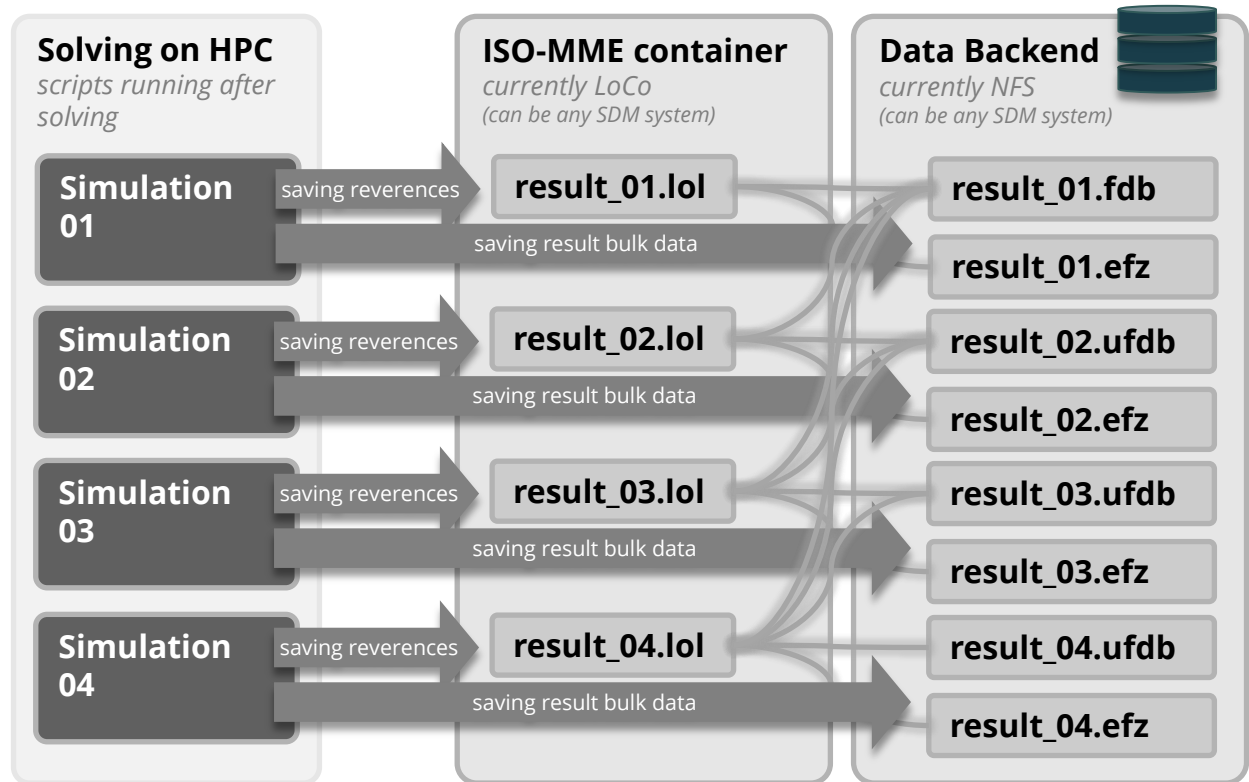 Solving on HPC
scripts running after
solving
Simulation
01
Simulation
02
Simulation
03
Simulation
04
saving reverences
saving result bulk data
saving reverences
saving result bulk data
saving reverences
saving result bulk data
saving reverences
saving result bulk data
ISO-MME container
currently LoCo
(can be any SDM system)
result_01.lol
result_02.lol
result_03.lol
result_04.lol
Data Backend
currently NFS
(can be any SDM system)
result_01.fdb
result_01.efz
result_02.ufdb
result_02.efz
result_03.ufdb
result_03.efz
result_04.ufdb
result_04.efz